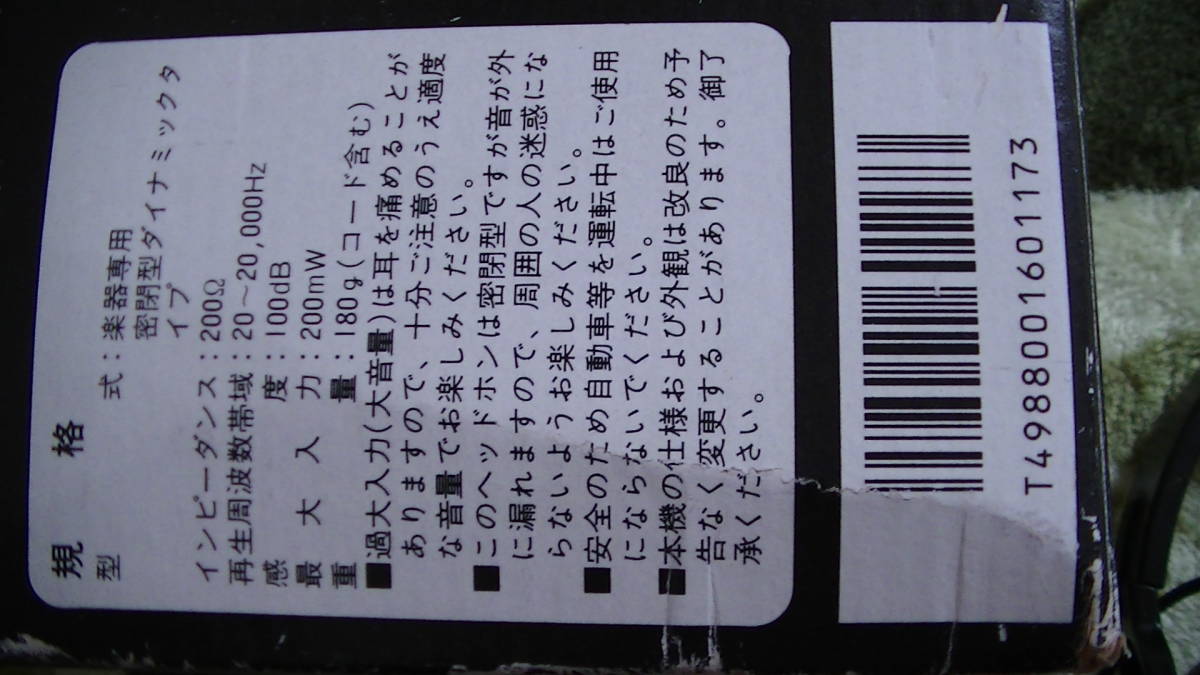 規格
型式：楽器専用
密閉型ダイナミックタ
イプ
インピーダンス：200Ω
再生周波数帯域：20～20,000Hz
感度：100dB
最大入力：200mW
重量：180g(コード含む)
■過大入力(大音量)は耳を痛めることが
ありますので、十分ご注意のうえ適度
な音量でお楽しみください。
■このヘッドホンは密閉型ですが音が外
に漏れますので、周囲の人の迷惑にな
らないようお楽しみください。
■安全のため自動車等を運転中はご使用
にならないでください。
■本機の仕様および外観は改良のため予
告なく変更することがあります。御了
承ください。
T4988001601173